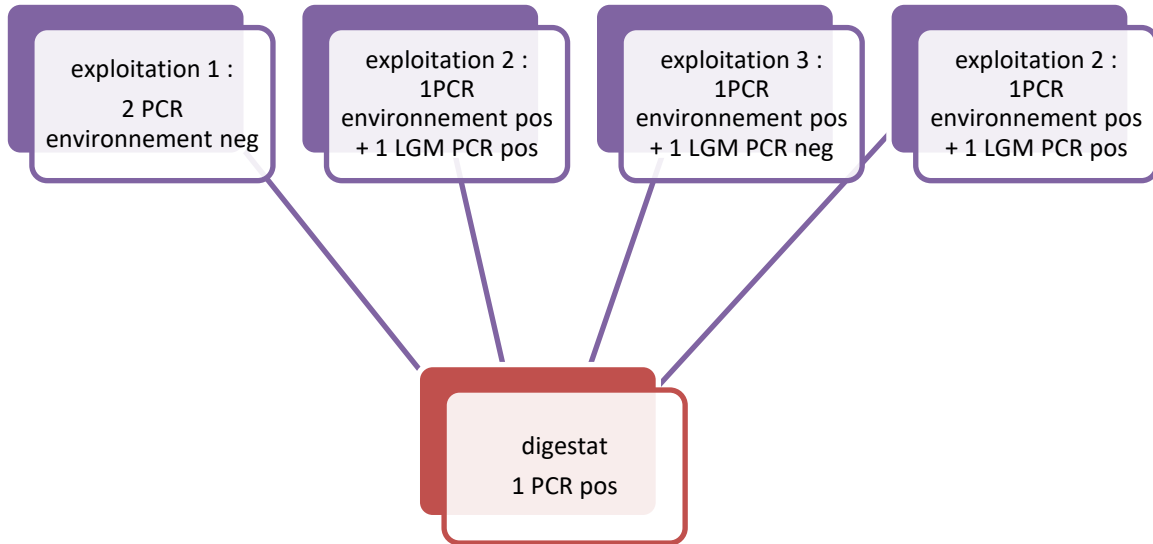 exploitation 1 :
2 PCR
environnement neg
exploitation 2 :
1PCR
environnement pos
+ 1 LGM PCR pos
exploitation 3 :
1PCR
environnement pos
+ 1 LGM PCR neg
exploitation 2 :
1PCR
environnement pos
+ 1 LGM PCR pos
digestat
1 PCR pos